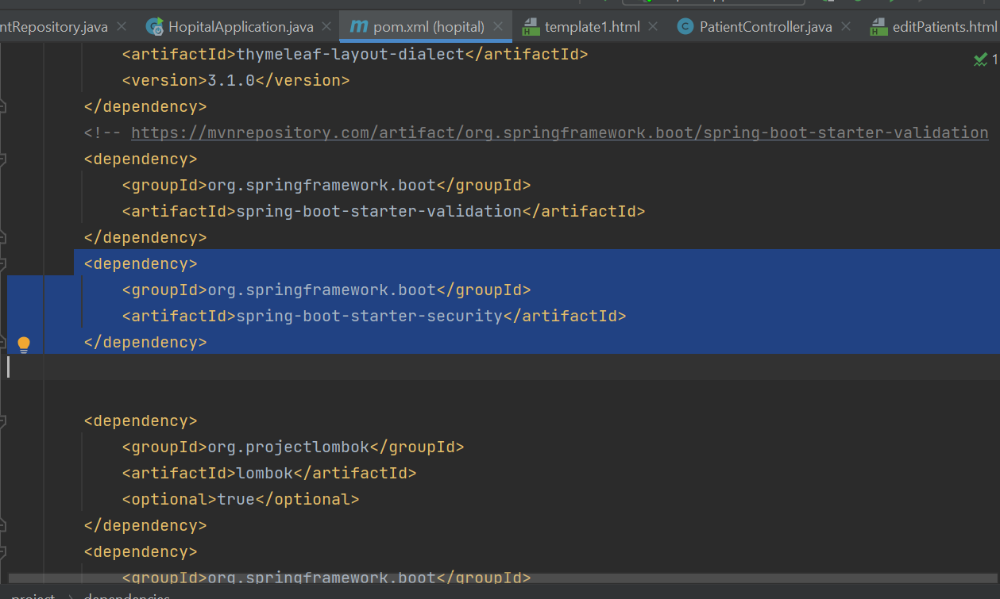 ntRepository.java HopitalApplication.java pom.xml (hopital) template1.html PatientController.java editPatients.html
<artifactId>thymeleaf-layout-dialect</artifactId>
1
<version>3.1.0</version>
</dependency>
<!-- https://mvnrepository.com/artifact/org.springframework.boot/spring-boot-starter-validation
<dependency>
<groupId>org.springframework.boot</groupId>
<artifactId>spring-boot-starter-validation</artifactId>
</dependency>
<dependency>
<groupId>org.springframework.boot</groupId>
<artifactId>spring-boot-starter-security</artifactId>
</dependency>
<dependency>
<groupId>org.projectlombok</groupId>
<artifactId>lombok</artifactId>
<optional>true</optional>
</dependency>
<dependency>
<groupId>org.springframework.boot</groupId>
project > dependencies